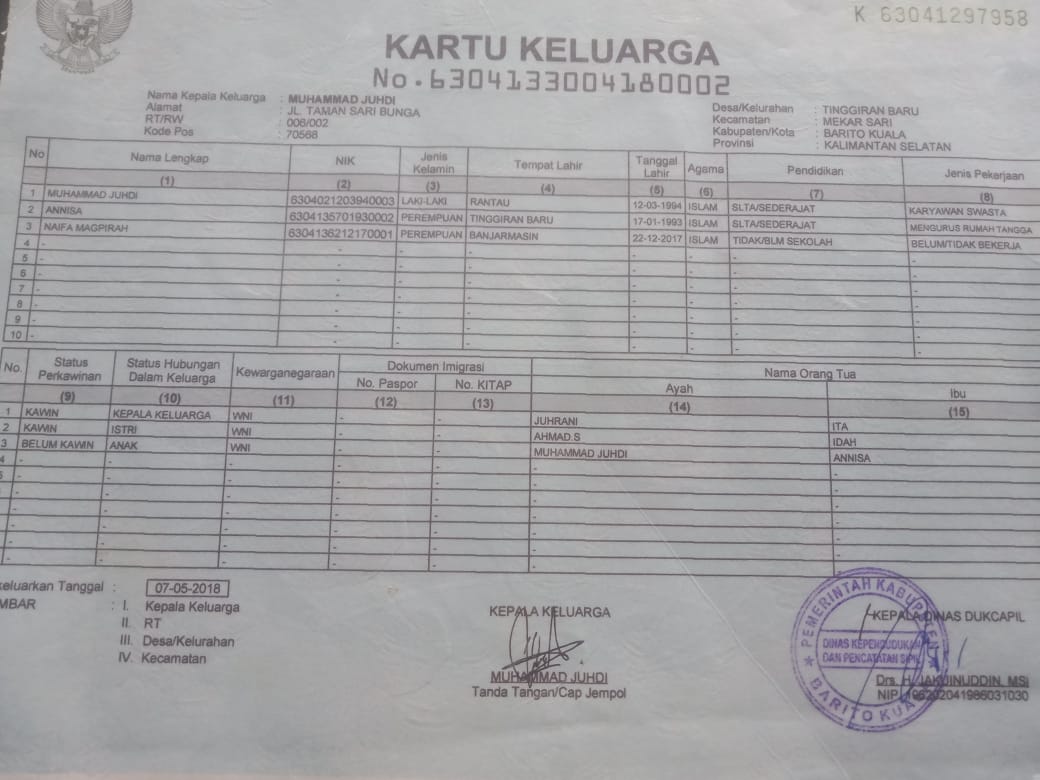 K 63041297958
KARTU KELUARGA
No.6304133004180002
Nama Kepala Keluarga : MUHAMMAD JUHDI
Alamat : JL. TAMAN SARI BUNGA
RT/RW : 006/002
Kode Pos : 70568
Desa/Kelurahan : TINGGIRAN BARU
Kecamatan : MEKAR SARI
Kabupaten/Kota : BARITO KUALA
Provinsi : KALIMANTAN SELATAN
No Nama Lengkap NIK Jenis Kelamin Tempat Lahir Tanggal Lahir Agama Pendidikan Jenis Pekerjaan
(1) (2) (3) (4) (5) (6) (7) (8)
1 MUHAMMAD JUHDI 6304021203940003 LAKI-LAKI RANTAU 12-03-1994 ISLAM SLTA/SEDERAJAT KARYAWAN SWASTA
2 ANNISA 6304135701930002 PEREMPUAN TINGGIRAN BARU 17-01-1993 ISLAM SLTA/SEDERAJAT MENGURUS RUMAH TANGGA
3 NAIFA MAGPIRAH 6304136212170001 PEREMPUAN BANJARMASIN 22-12-2017 ISLAM TIDAK/BLM SEKOLAH BELUM/TIDAK BEKERJA
4 - - - - - - - -
5 - - - - - - - -
6 - - - - - - - -
7 - - - - - - - -
8 - - - - - - - -
9 - - - - - - - -
10 - - - - - - - -
No. Status Perkawinan Status Hubungan Dalam Keluarga Kewarganegaraan Dokumen Imigrasi Nama Orang Tua
No. Paspor No. KITAP Ayah Ibu
(9) (10) (11) (12) (13) (14) (15)
1 KAWIN KEPALA KELUARGA WNI - - JUHRANI ITA
2 KAWIN ISTRI WNI - - AHMAD.S IDAH
3 BELUM KAWIN ANAK WNI - - MUHAMMAD JUHDI ANNISA
4 - - - - - - -
- - - - - - -
- - - - - - -
- - - - - - -
- - - - - - -
- - - - - - -
- - - - - - -
eluarkan Tanggal : 07-05-2018
MBAR : I. Kepala Keluarga
II. RT
III. Desa/Kelurahan
IV. Kecamatan
KEPALA KELUARGA
MUHAMMAD JUHDI
Tanda Tangan/Cap Jempol
KEPALA DINAS DUKCAPIL
PEMERINTAH KABUPATEN
DINAS KEPENDUDUKAN
DAN PENCATATAN SIPIL
BARITO KUALA
Drs. H. JAKUINUDDIN, MSi
NIP. 196202041986031030